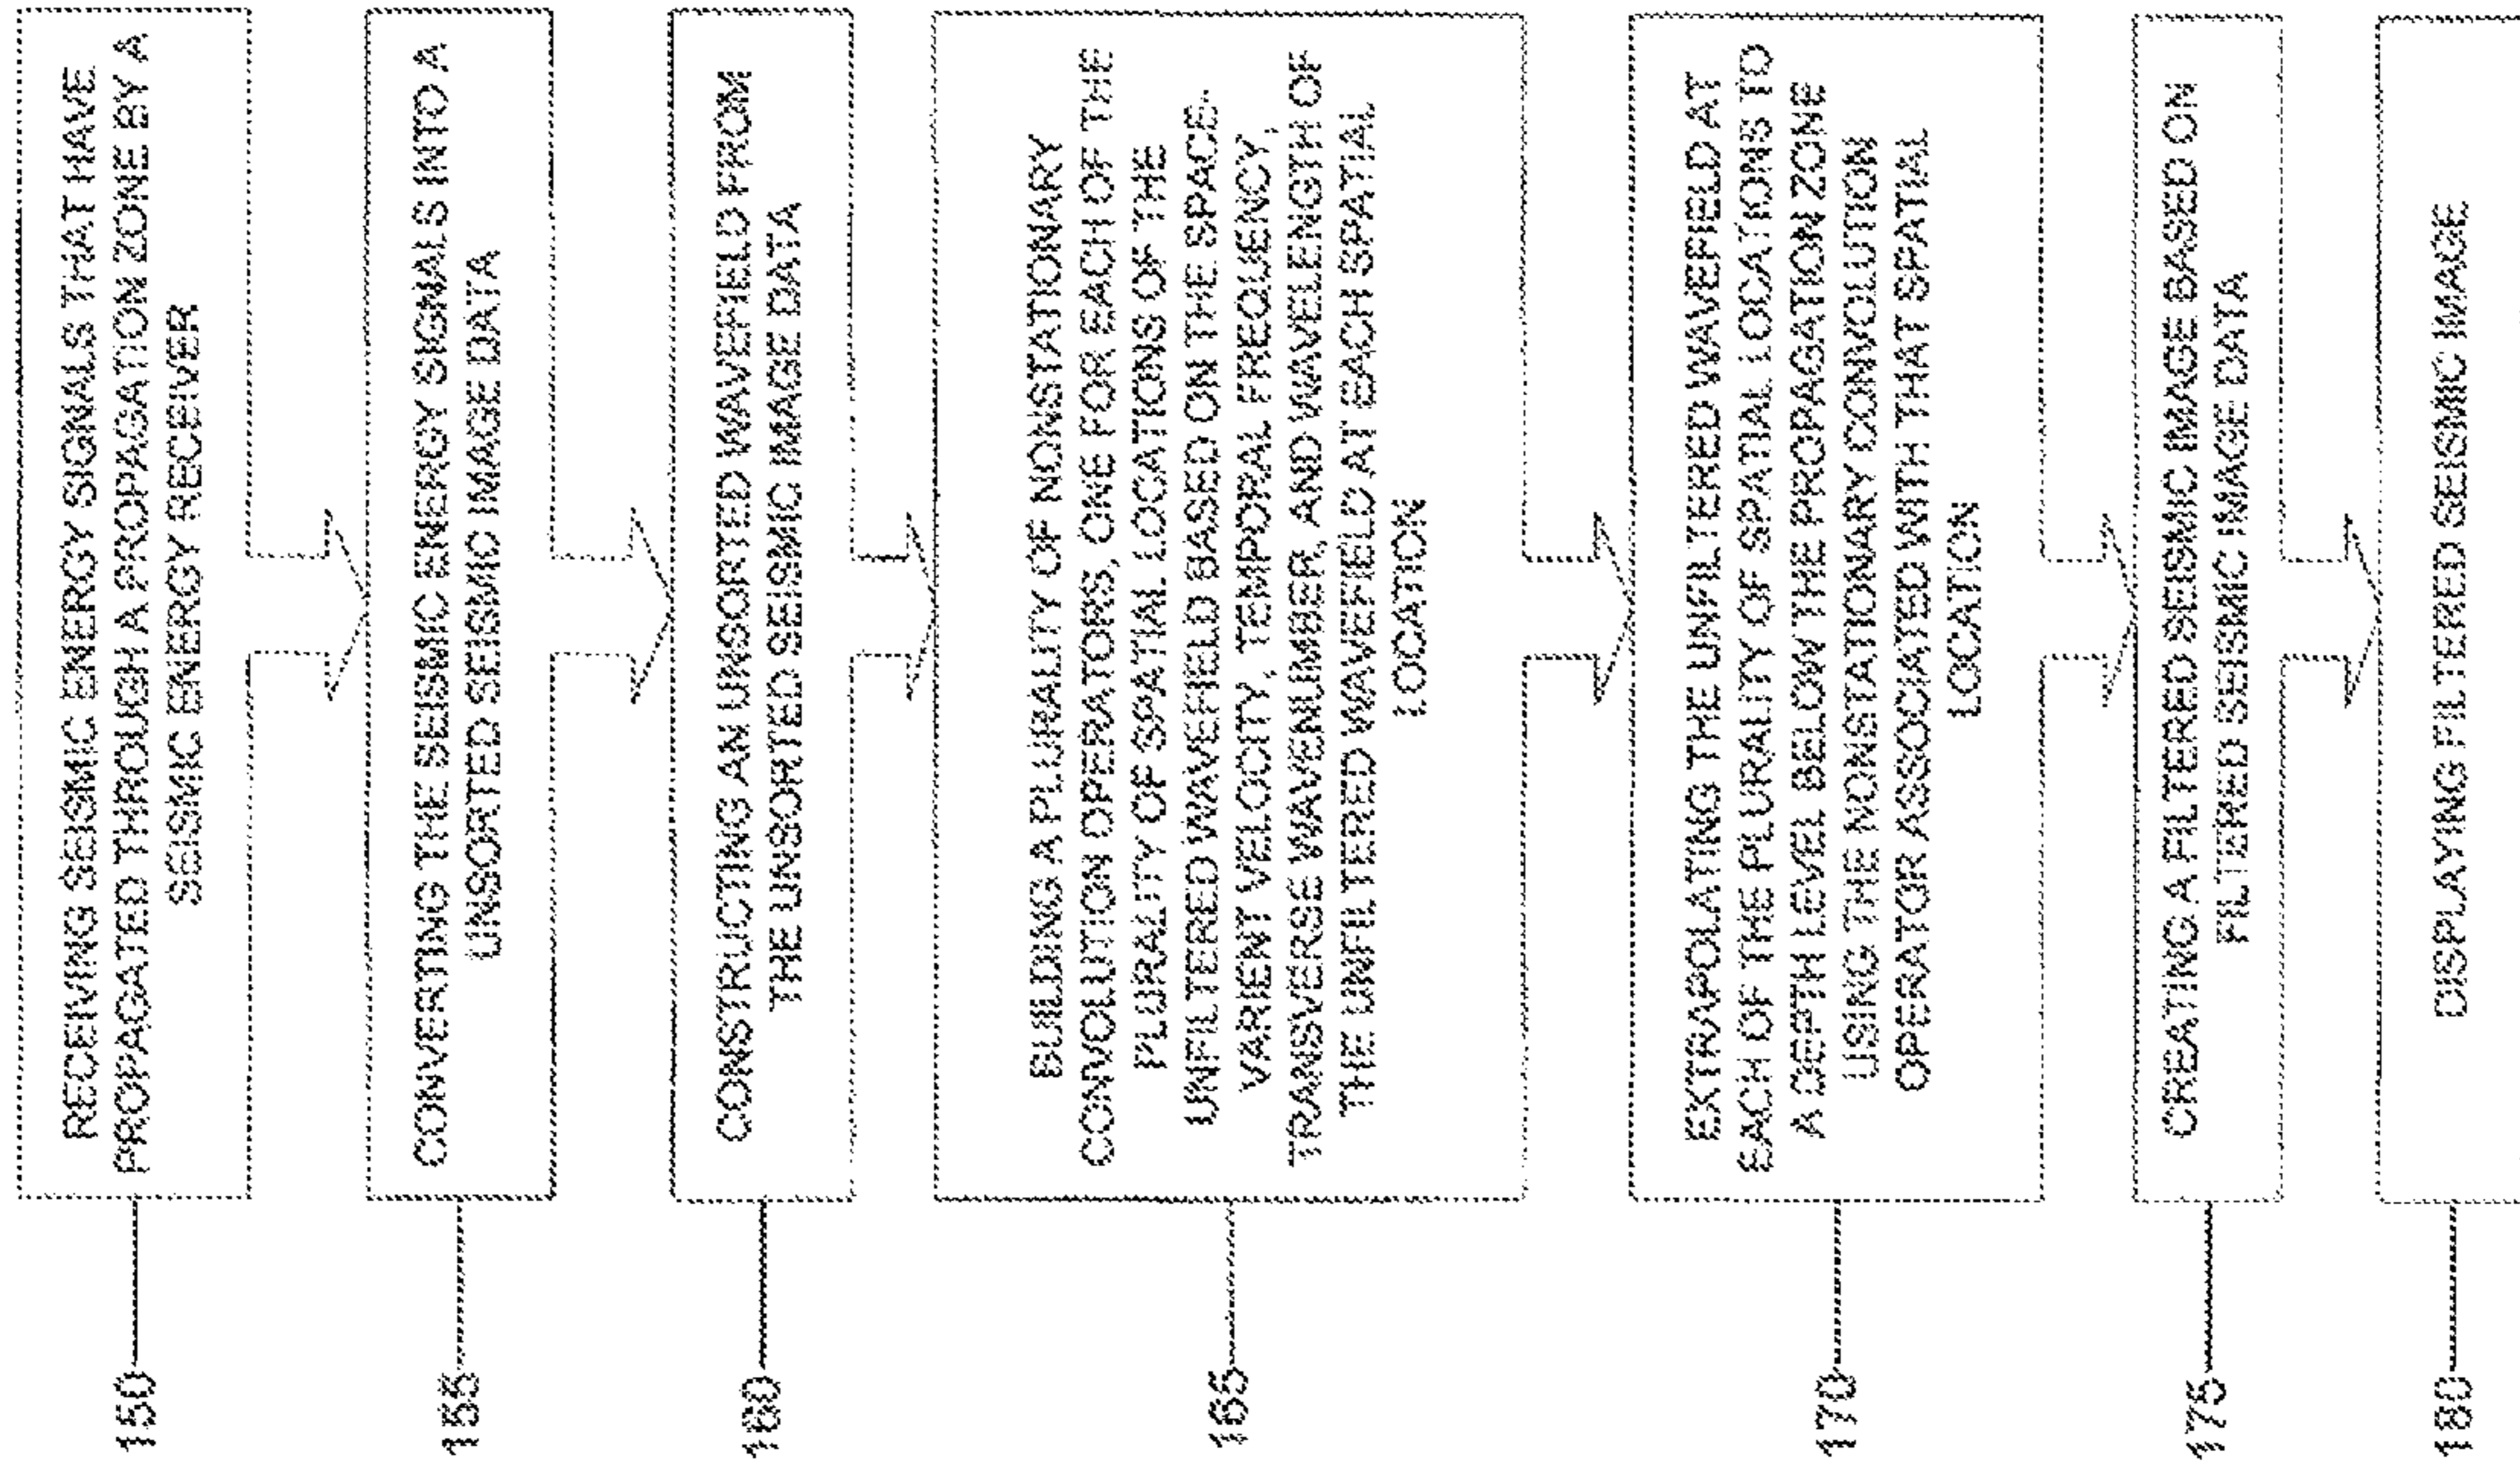 150
RECEIVING SEISMIC ENERGY SIGNALS THAT HAVE
PROPAGATED THROUGH A PROPAGATION ZONE BY A
SEISMIC ENERGY RECEIVER
155
CONVERTING THE SEISMIC ENERGY SIGNALS INTO A
UNSORTED SEISMIC IMAGE DATA
160
CONSTRUCTING AN UNSORTED WAVEFIELD FROM
THE UNSORTED SEISMIC IMAGE DATA
165
BUILDING A PLURALITY OF NONSTATIONARY
CONVOLUTION OPERATORS, ONE FOR EACH OF THE
PLURALITY OF SPATIAL LOCATIONS OF THE
UNFILTERED WAVEFIELD BASED ON THE SPACE-
VARIENT VELOCITY, TEMPORAL FREQUENCY,
TRANSVERSE WAVENUMBER, AND WAVELENGTH OF
THE UNFILTERED WAVEFIELD AT EACH SPATIAL
LOCATION
170
EXTRAPOLATING THE UNFILTERED WAVEFIELD AT
EACH OF THE PLURALITY OF SPATIAL LOCATIONS TO
A DEPTH LEVEL BELOW THE PROPAGATION ZONE
USING THE NONSTATIONARY CONVOLUTION
OPERATOR ASSOCIATED WITH THAT SPATIAL
LOCATION
175
CREATING A FILTERED SEISMIC IMAGE BASED ON
FILTERED SEISMIC IMAGE DATA
180
DISPLAYING FILTERED SEISMIC IMAGE